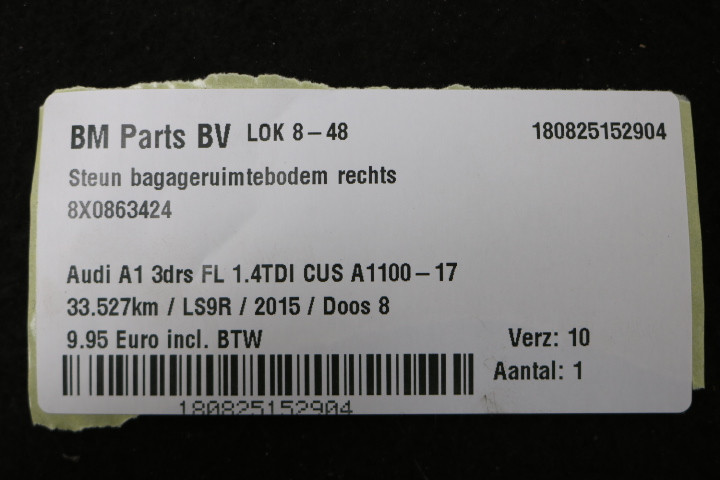 BM Parts BV LOK 8-48 180825152904
Steun bagageruimtebodem rechts
8X0863424
Audi A1 3drs FL 1.4TDI CUS A1100-17
33.527km / LS9R / 2015 / Doos 8
9.95 Euro incl. BTW Verz: 10
Aantal: 1
180825152904